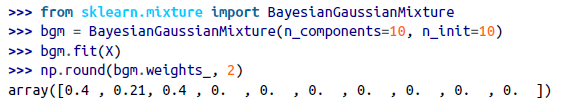 >>> from sklearn.mixture import BayesianGaussianMixture
>>> bgm = BayesianGaussianMixture(n_components=10, n_init=10)
>>> bgm.fit(X)
>>> np.round(bgm.weights_, 2)
array([0.4 , 0.21, 0.4 , 0.  , 0.  , 0.  , 0.  , 0.  , 0.  , 0.  ])